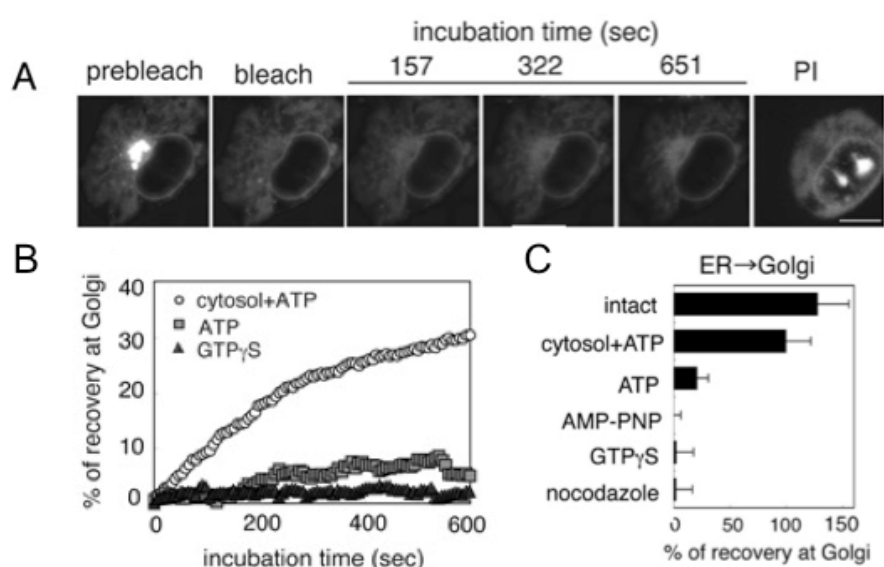 incubation time (sec)
prebleach bleach 157 322 651 PI
A
B
40
30
20
10
0
% of recovery at Golgi
cytosol+ATP
ATP
GTPγS
0 200 400 600
incubation time (sec)
C
ER→Golgi
intact
cytosol+ATP
ATP
AMP-PNP
GTPγS
nocodazole
0 50 100 150
% of recovery at Golgi